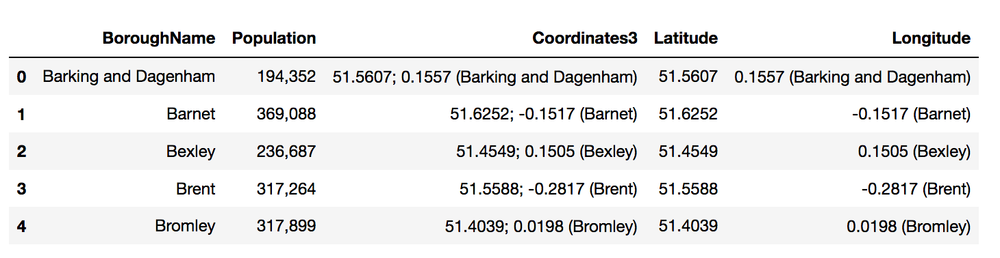 BoroughName Population Coordinates3 Latitude Longitude
0 Barking and Dagenham 194,352 51.5607; 0.1557 (Barking and Dagenham) 51.5607 0.1557 (Barking and Dagenham)
1 Barnet 369,088 51.6252; -0.1517 (Barnet) 51.6252 -0.1517 (Barnet)
2 Bexley 236,687 51.4549; 0.1505 (Bexley) 51.4549 0.1505 (Bexley)
3 Brent 317,264 51.5588; -0.2817 (Brent) 51.5588 -0.2817 (Brent)
4 Bromley 317,899 51.4039; 0.0198 (Bromley) 51.4039 0.0198 (Bromley)